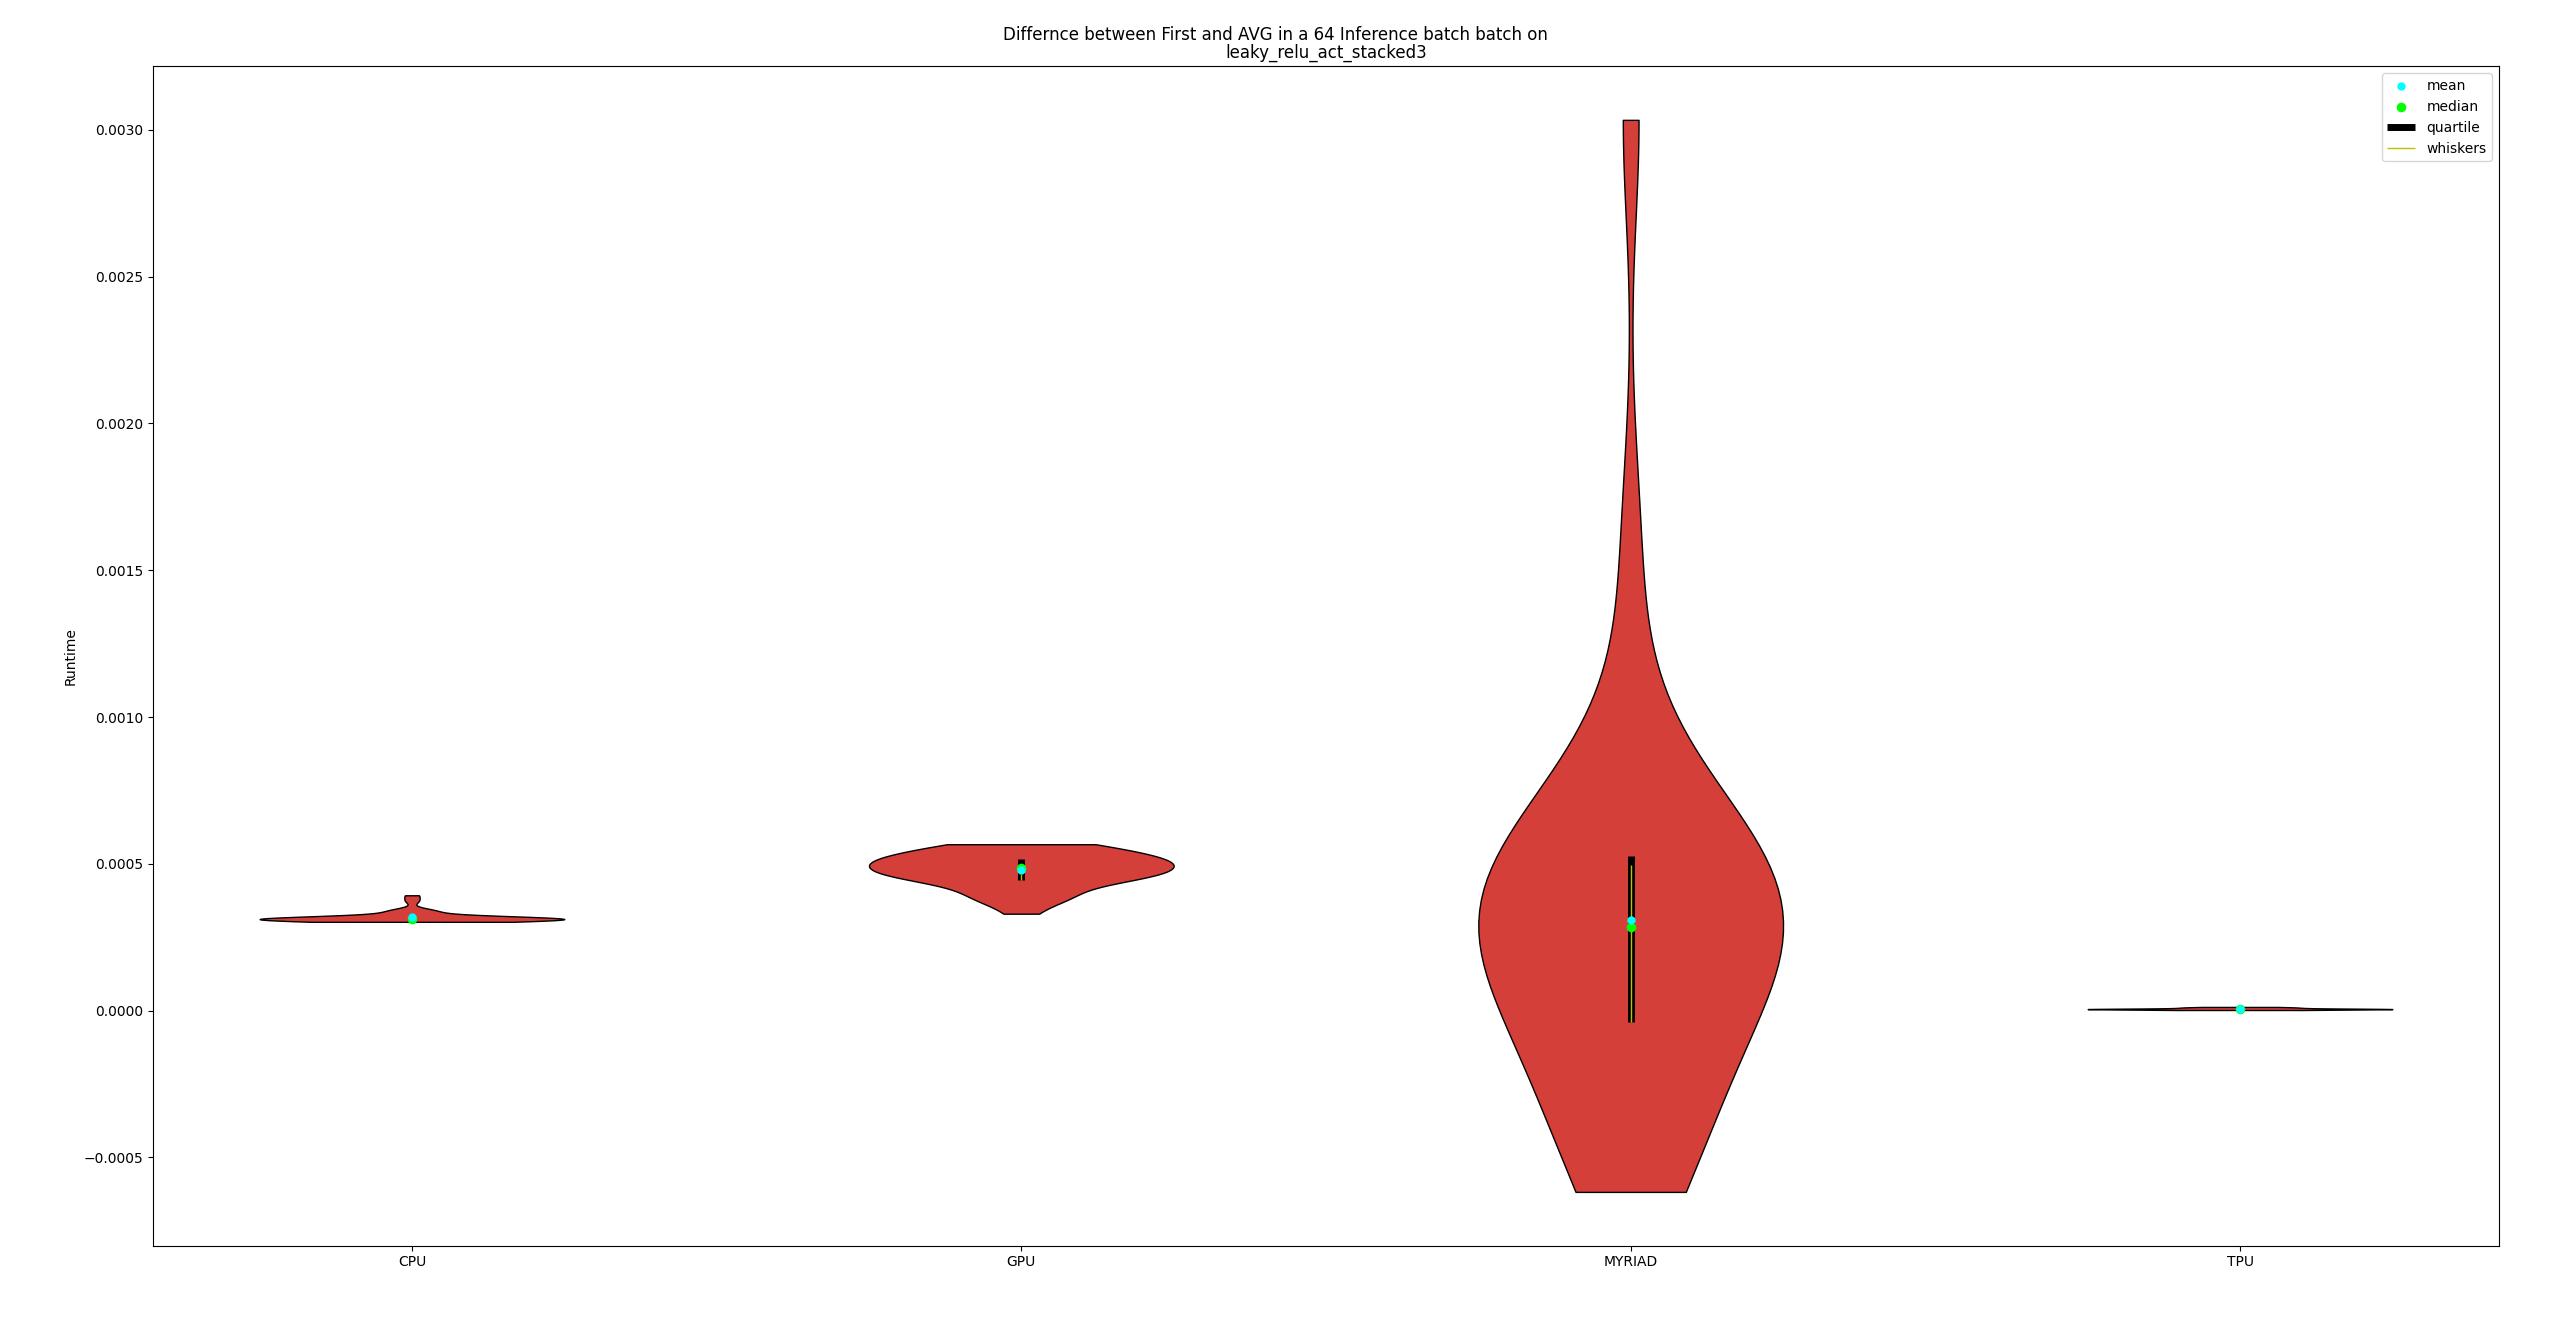 Differnce between First and AVG in a 64 Inference batch batch on
leaky_relu_act_stacked3
mean
median
quartile
whiskers
0.0030
0.0025
0.0020
0.0015
0.0010
0.0005
0.0000
−0.0005
Runtime
CPU
GPU
MYRIAD
TPU